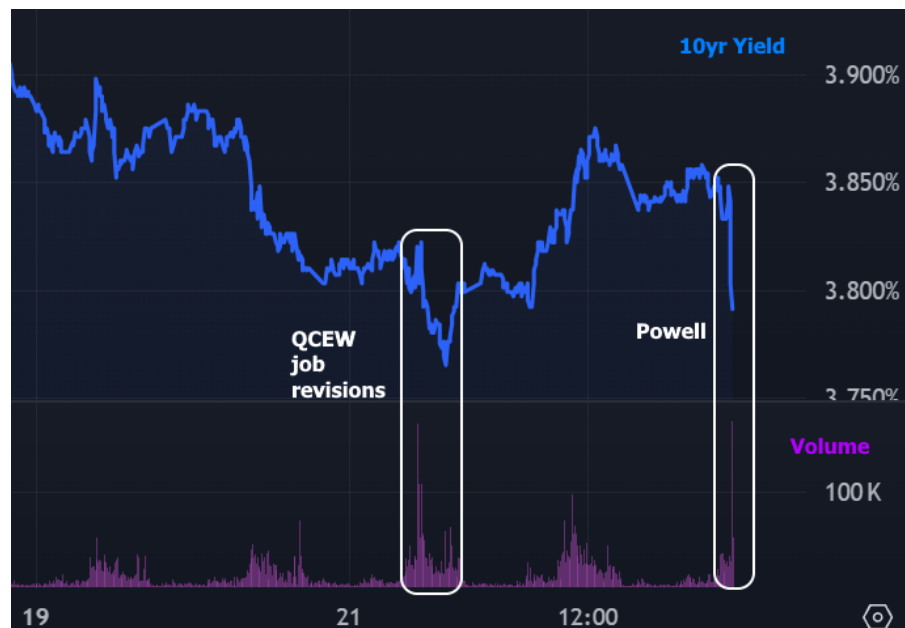 10yr Yield
3.900%
3.850%
3.800%
QCEW
job
revisions
Powell
3.750%
Volume
100K
19
21
12:00